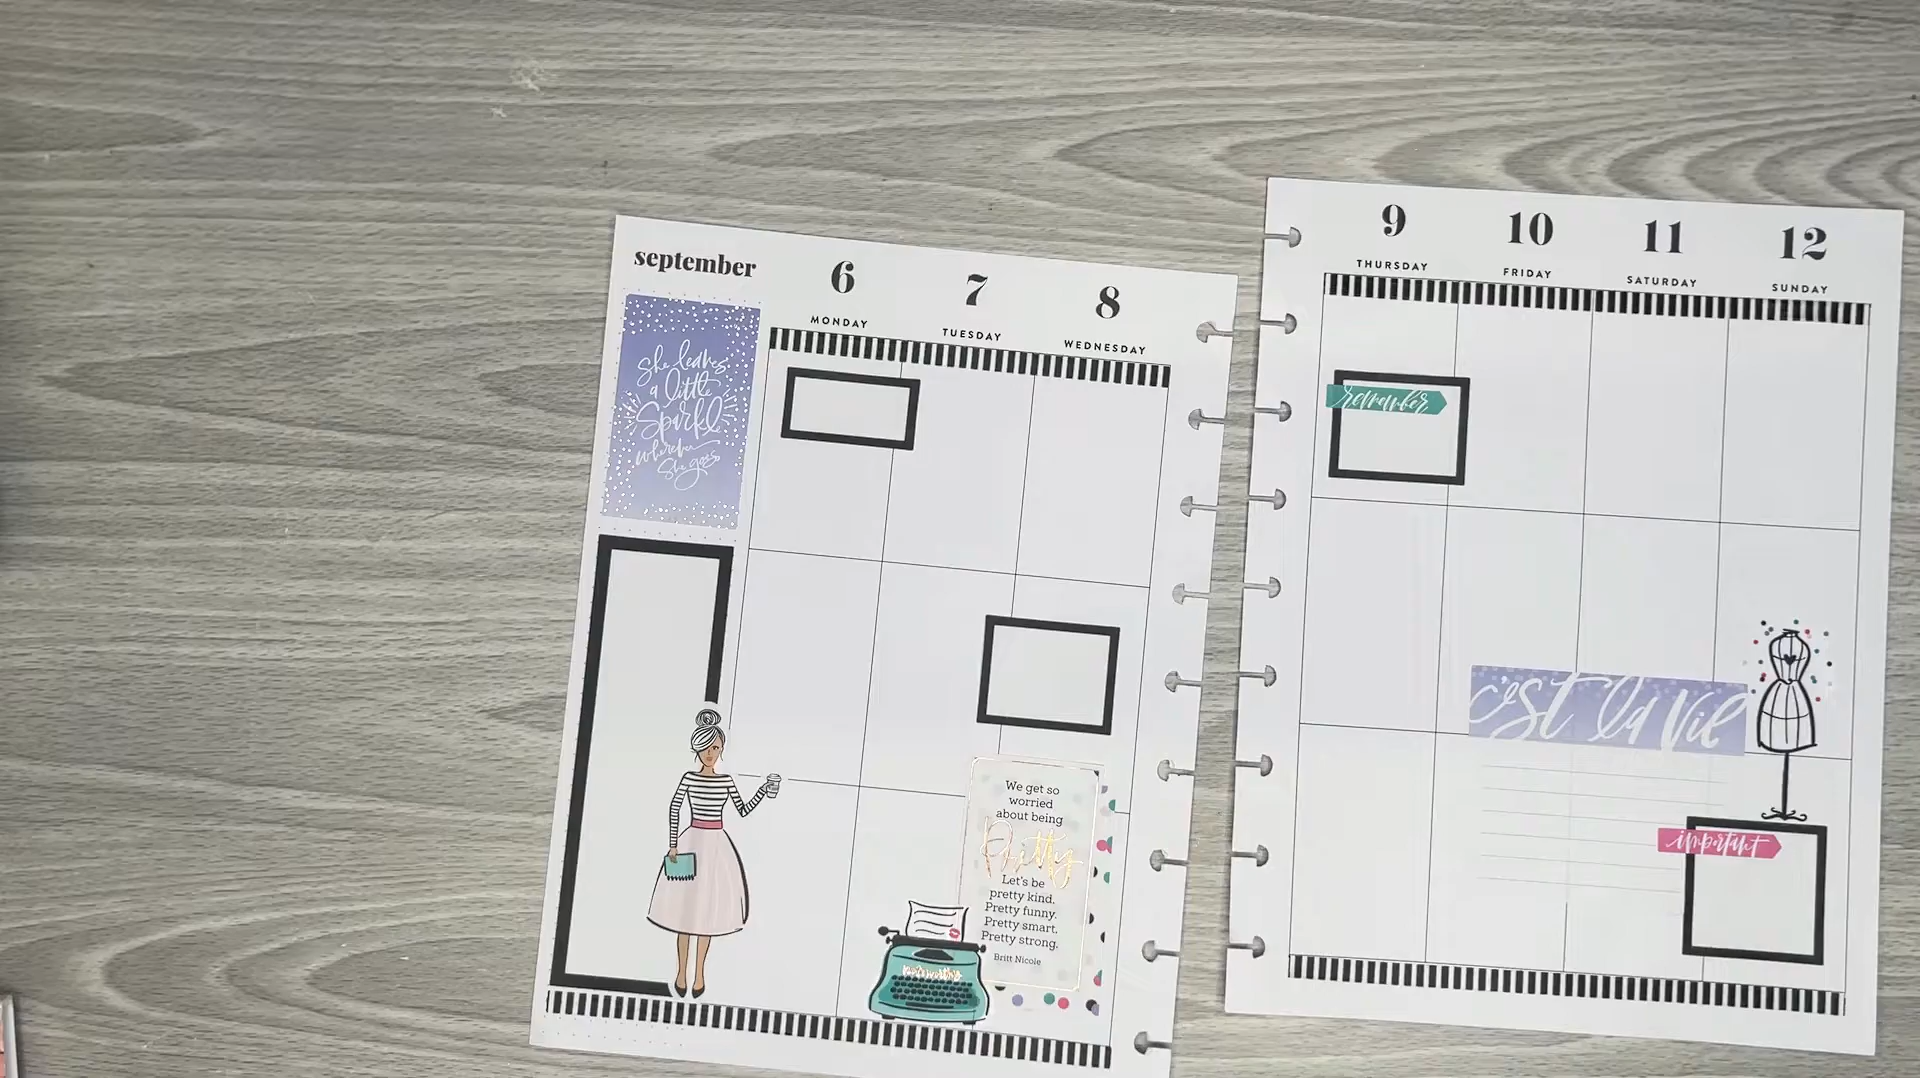 september
6
MONDAY
7
TUESDAY
8
WEDNESDAY
She leaves
a little
Sparkle
wherever
She goes
We get so
worried
about being
Pretty
Let's be
pretty kind.
Pretty funny.
Pretty smart.
Pretty strong.
Britt Nicole
noteworthy
9
THURSDAY
10
FRIDAY
11
SATURDAY
12
SUNDAY
remember
c'est la vie
important